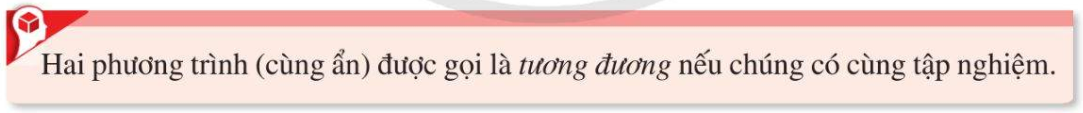 Hai phương trình (cùng ẩn) được gọi là tương đương nếu chúng có cùng tập nghiệm.